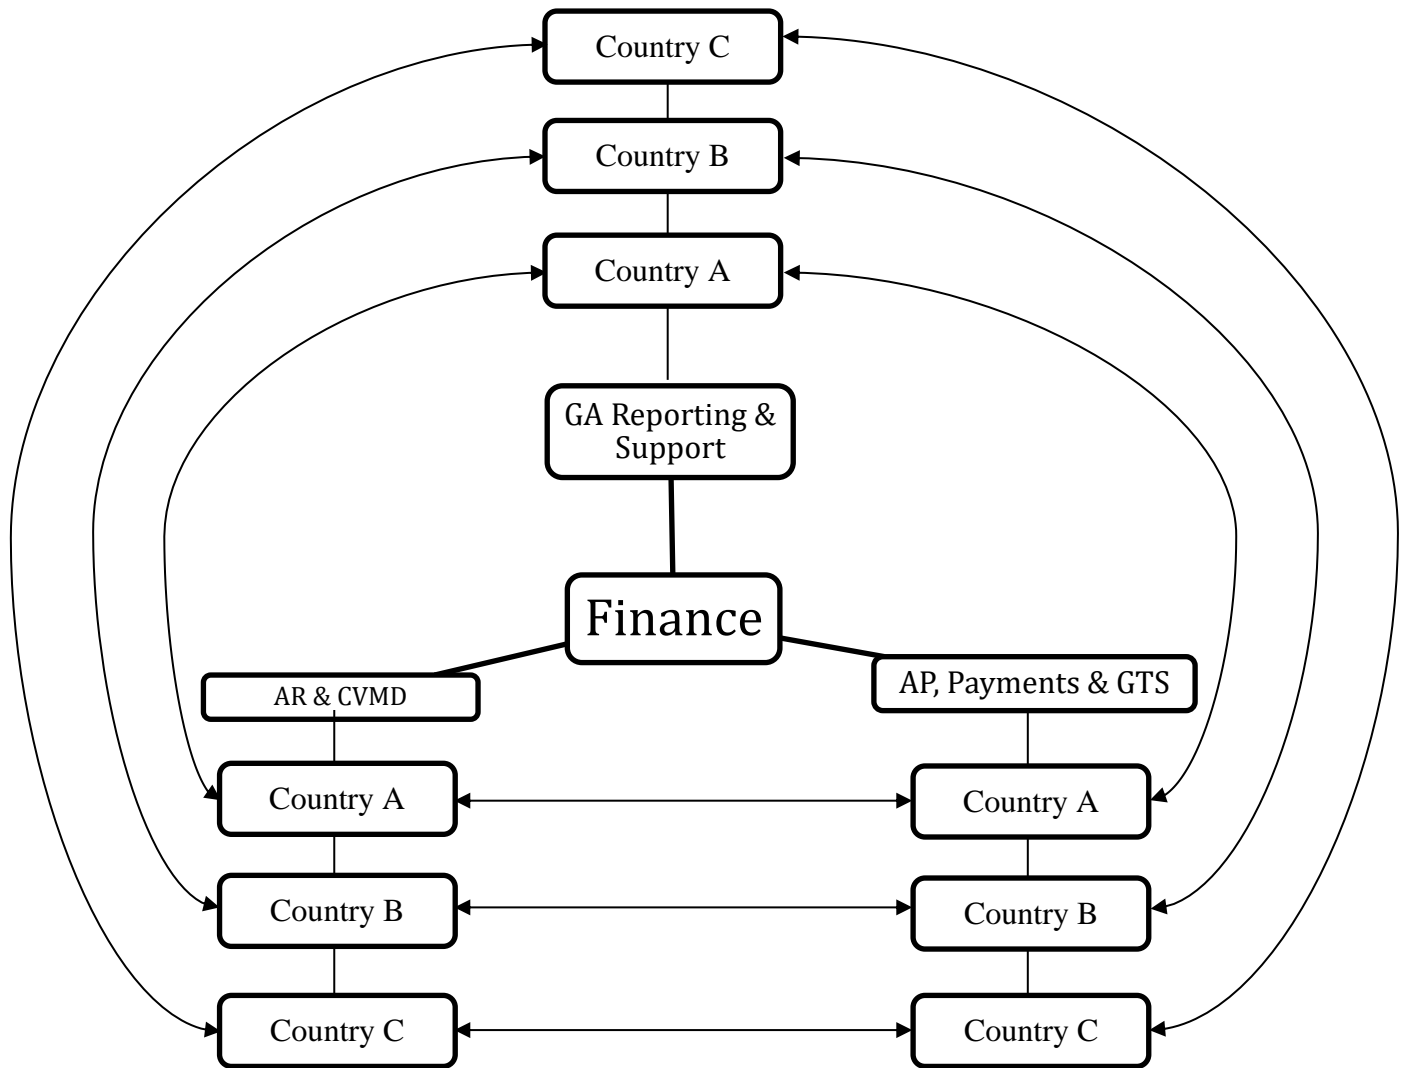 Country C
Country B
Country A
GA Reporting &
Support
Finance
AR & CVMD
AP, Payments & GTS
Country A
Country A
Country B
Country B
Country C
Country C